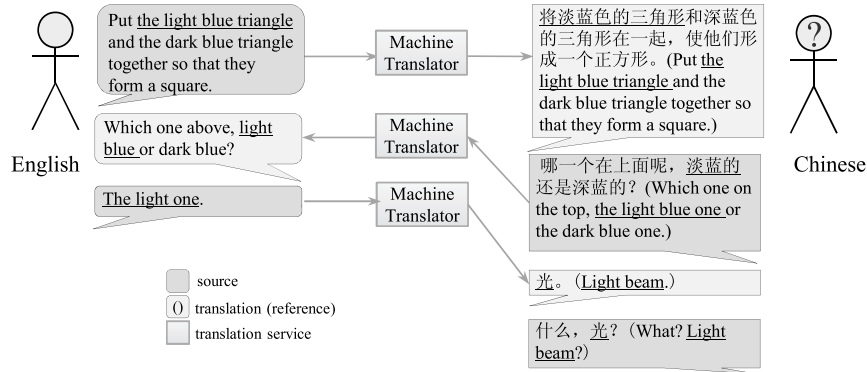 Put the light blue triangle
and the dark blue triangle
together so that they
form a square.
Machine
Translator
将淡蓝色的三角形和深蓝色
的三角形在一起，使他们形
成一个正方形。(Put the
light blue triangle and the
dark blue triangle together so
that they form a square.)
?
Which one above, light
blue or dark blue?
Machine
Translator
English
Chinese
哪一个在上面呢，淡蓝的
还是深蓝的？(Which one on
the top, the light blue one or
the dark blue one.)
The light one.
Machine
Translator
光。（Light beam.）
什么，光？（What? Light
beam?）
source
() translation (reference)
translation service